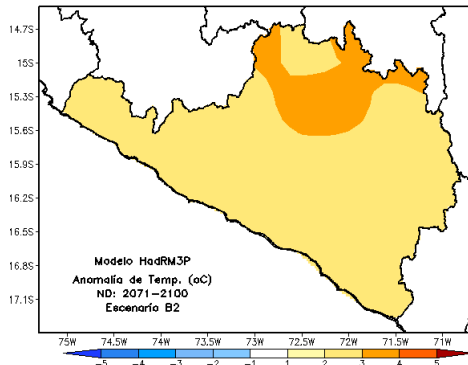 14.7S
15S
15.3S
15.6S
15.9S
16.2S
16.5S
16.8S
17.1S
Modelo HadRM3P
Anomalía de Temp. (oC)
ND: 2071-2100
Escenario B2
75W 74.5W 74W 73.5W 73W 72.5W 72W 71.5W 71W
-5 -4 -3 -2 -1 1 2 3 4 5